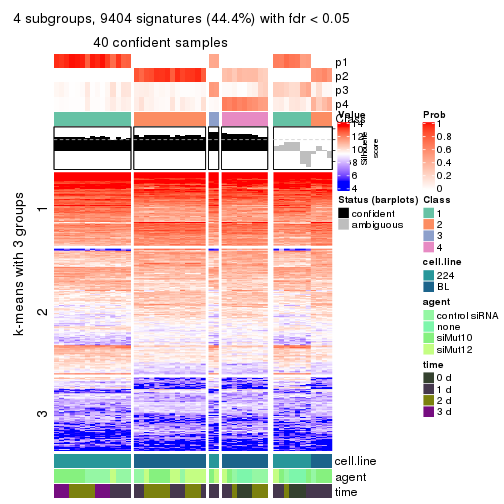 4 subgroups, 9404 signatures (44.4%) with fdr < 0.05
40 confident samples
p1
p2
p3
p4
Class
Silhouette
score
k-means with 3 groups
1
2
3
cell.line
agent
time
Value
14
12
10
8
6
4
Prob
1
0.8
0.6
0.4
0.2
0
Status (barplots)
confident
ambiguous
Class
1
2
3
4
cell.line
224
BL
agent
control siRNA
none
siMut10
siMut12
time
0 d
1 d
2 d
3 d